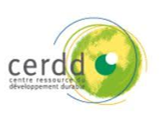 cerdd
centre ressource du
développement durable